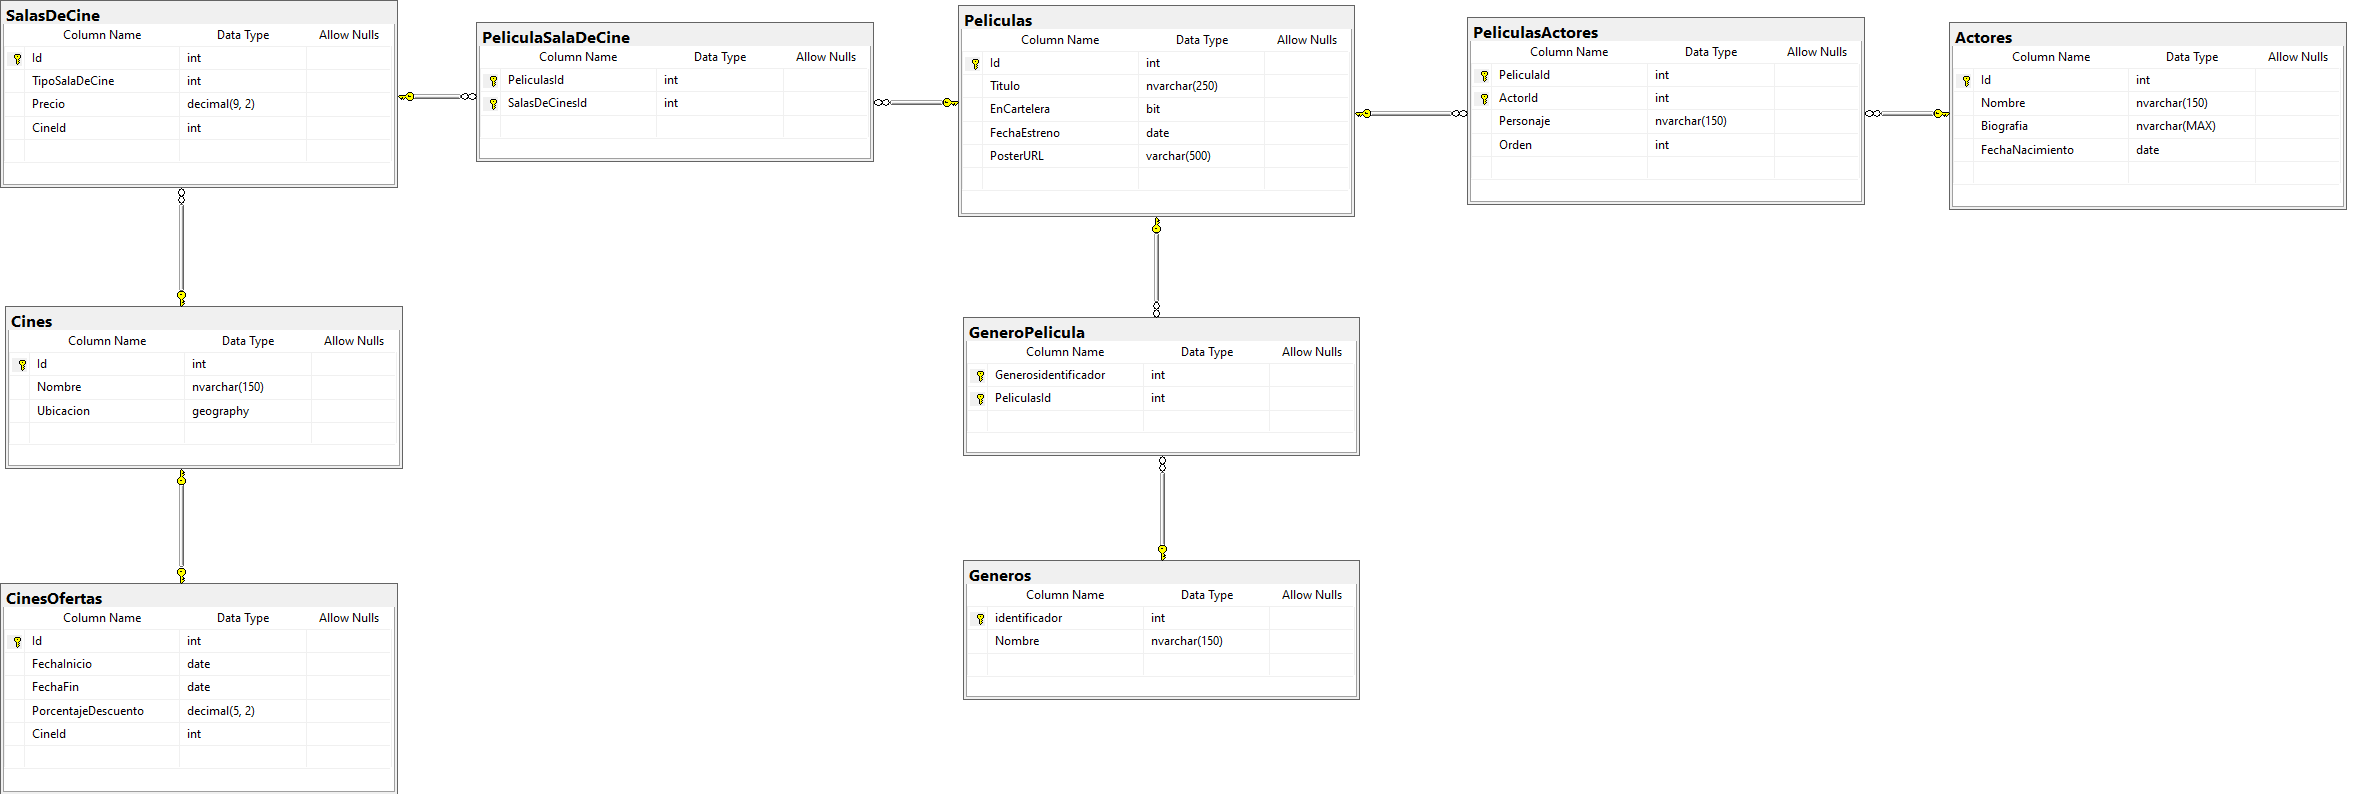 SalasDeCine
Column Name Data Type Allow Nulls
Id int
TipoSalaDeCine int
Precio decimal(9, 2)
CineId int
PeliculaSalaDeCine
Column Name Data Type Allow Nulls
PeliculasId int
SalasDeCinesId int
Peliculas
Column Name Data Type Allow Nulls
Id int
Titulo nvarchar(250)
EnCartelera bit
FechaEstreno date
PosterURL varchar(500)
PeliculasActores
Column Name Data Type Allow Nulls
PeliculaId int
ActorId int
Personaje nvarchar(150)
Orden int
Actores
Column Name Data Type Allow Nulls
Id int
Nombre nvarchar(150)
Biografia nvarchar(MAX)
FechaNacimiento date
Cines
Column Name Data Type Allow Nulls
Id int
Nombre nvarchar(150)
Ubicacion geography
GeneroPelicula
Column Name Data Type Allow Nulls
Generosidentificador int
PeliculasId int
CinesOfertas
Column Name Data Type Allow Nulls
Id int
FechaInicio date
FechaFin date
PorcentajeDescuento decimal(5, 2)
CineId int
Generos
Column Name Data Type Allow Nulls
identificador int
Nombre nvarchar(150)